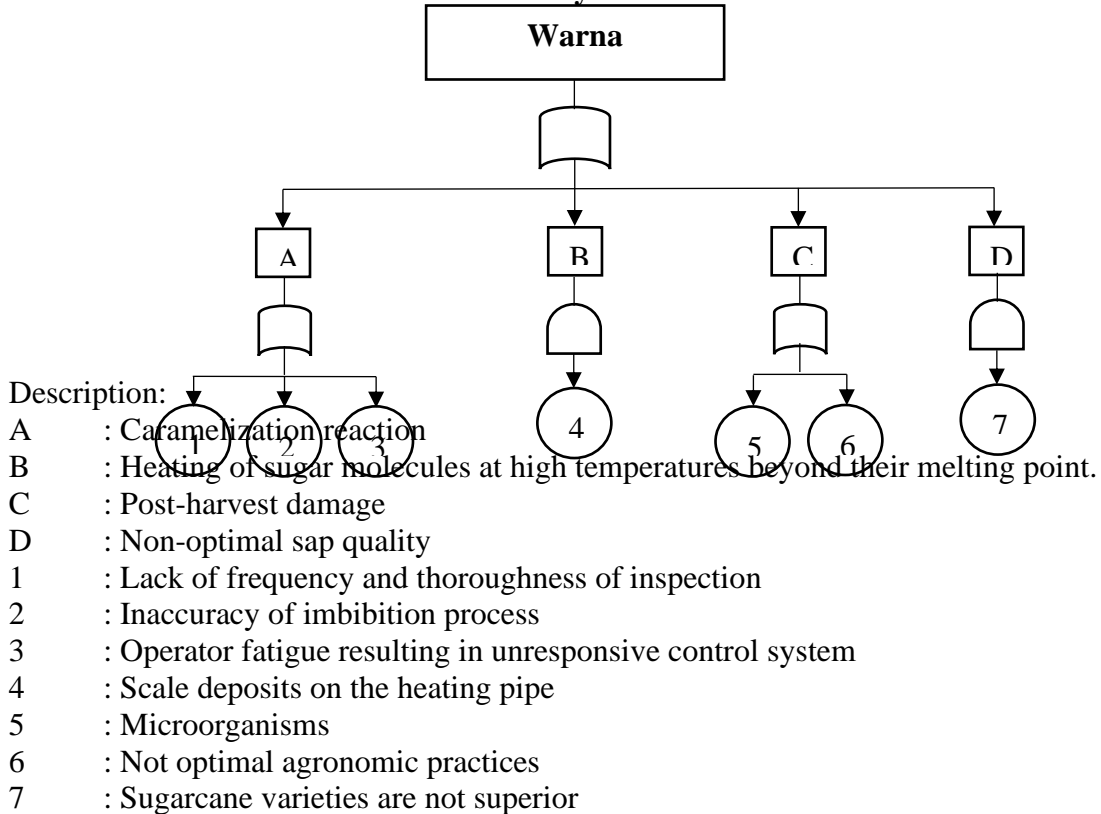 Warna
A B C D
Description:
1 2 3 4 5 6 7
A : Caramelization reaction
B : Heating of sugar molecules at high temperatures beyond their melting point.
C : Post-harvest damage
D : Non-optimal sap quality
1 : Lack of frequency and thoroughness of inspection
2 : Inaccuracy of imbibition process
3 : Operator fatigue resulting in unresponsive control system
4 : Scale deposits on the heating pipe
5 : Microorganisms
6 : Not optimal agronomic practices
7 : Sugarcane varieties are not superior